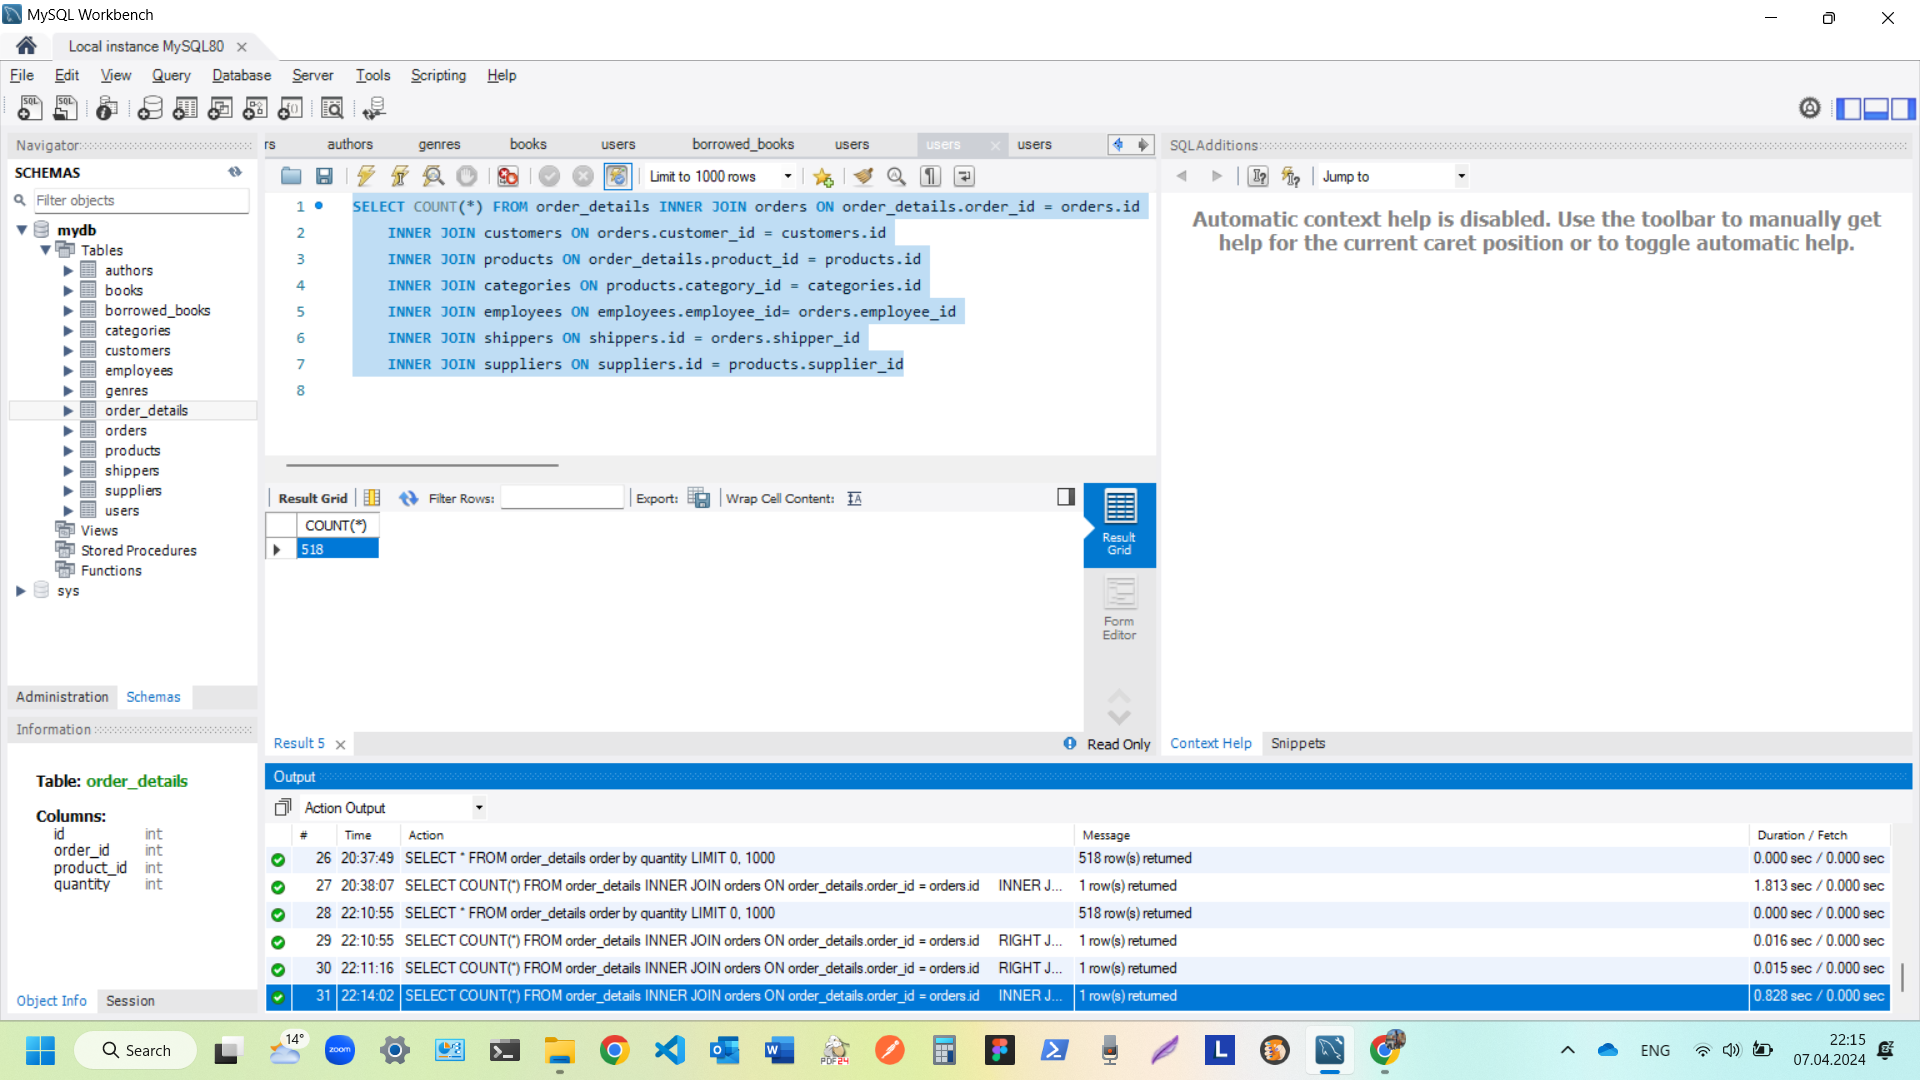 MySQL Workbench
Local instance MySQL80
File Edit View Query Database Server Tools Scripting Help
Navigator
SCHEMAS
Filter objects
mydb
Tables
authors
books
borrowed_books
categories
customers
employees
genres
order_details
orders
products
shippers
suppliers
users
Views
Stored Procedures
Functions
sys
Administration Schemas
Information
Table: order_details
Columns:
id int
order_id int
product_id int
quantity int
Object Info Session
rs authors genres books users borrowed_books users users users
Limit to 1000 rows
1 SELECT COUNT(*) FROM order_details INNER JOIN orders ON order_details.order_id = orders.id
2 INNER JOIN customers ON orders.customer_id = customers.id
3 INNER JOIN products ON order_details.product_id = products.id
4 INNER JOIN categories ON products.category_id = categories.id
5 INNER JOIN employees ON employees.employee_id= orders.employee_id
6 INNER JOIN shippers ON shippers.id = orders.shipper_id
7 INNER JOIN suppliers ON suppliers.id = products.supplier_id
8
Result Grid Filter Rows: Export: Wrap Cell Content:
COUNT(*)
518
Result
Grid
Form
Editor
Result 5 Read Only
SQLAdditions
Jump to
Automatic context help is disabled. Use the toolbar to manually get
help for the current caret position or to toggle automatic help.
Context Help Snippets
Output
Action Output
# Time Action Message Duration / Fetch
26 20:37:49 SELECT * FROM order_details order by quantity LIMIT 0, 1000 518 row(s) returned 0.000 sec / 0.000 sec
27 20:38:07 SELECT COUNT(*) FROM order_details INNER JOIN orders ON order_details.order_id = orders.id INNER J... 1 row(s) returned 1.813 sec / 0.000 sec
28 22:10:55 SELECT * FROM order_details order by quantity LIMIT 0, 1000 518 row(s) returned 0.000 sec / 0.000 sec
29 22:10:55 SELECT COUNT(*) FROM order_details INNER JOIN orders ON order_details.order_id = orders.id RIGHT J... 1 row(s) returned 0.016 sec / 0.000 sec
30 22:11:16 SELECT COUNT(*) FROM order_details INNER JOIN orders ON order_details.order_id = orders.id RIGHT J... 1 row(s) returned 0.015 sec / 0.000 sec
31 22:14:02 SELECT COUNT(*) FROM order_details INNER JOIN orders ON order_details.order_id = orders.id INNER J... 1 row(s) returned 0.828 sec / 0.000 sec
Search 14° zoom PDF24 L ENG 22:15
07.04.2024